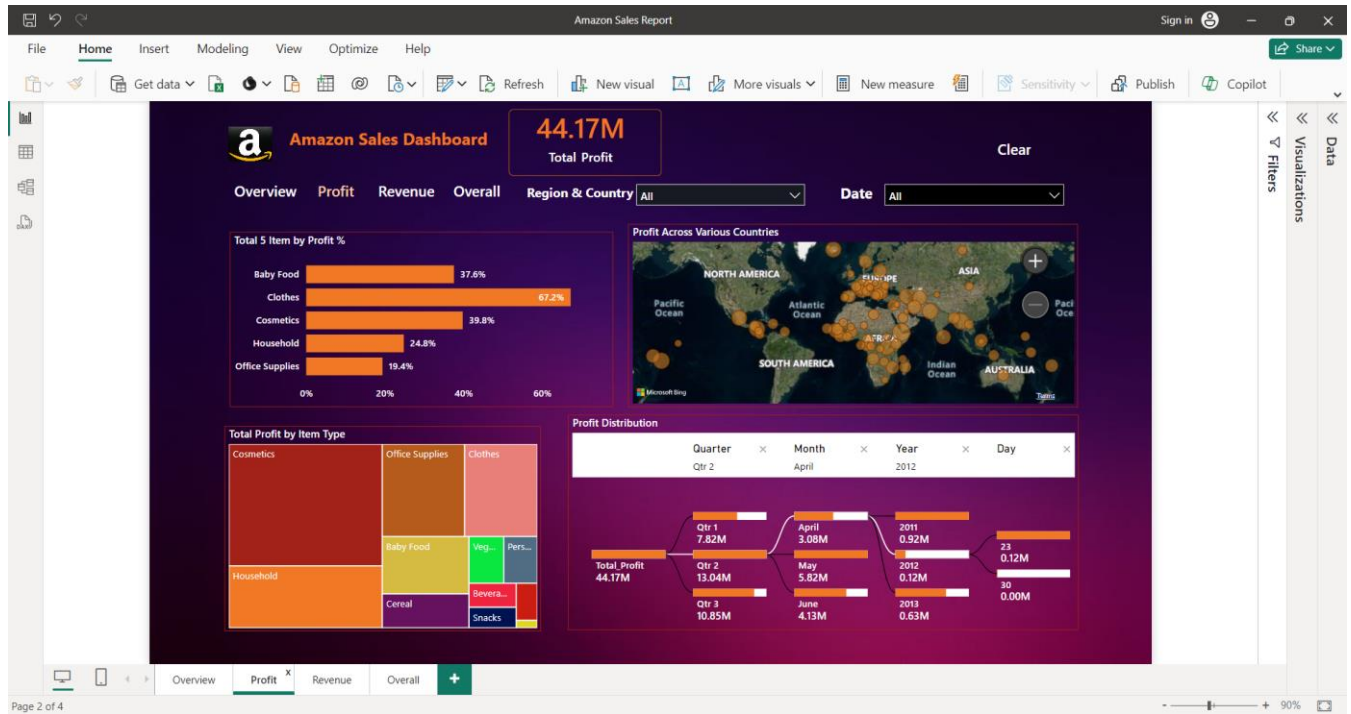 Amazon Sales Report
Sign in
File Home Insert Modeling View Optimize Help
Share
Get data
Refresh
New visual
More visuals
New measure
Sensitivity
Publish
Copilot
a
Amazon Sales Dashboard
44.17M
Total Profit
Clear
Overview Profit Revenue Overall
Region & Country All
Date All
Total 5 Item by Profit %
Baby Food 37.6%
Clothes 67.2%
Cosmetics 39.8%
Household 24.8%
Office Supplies 19.4%
0% 20% 40% 60%
Profit Across Various Countries
NORTH AMERICA
EUROPE
ASIA
Pacific
Ocean
Atlantic
Ocean
Paci
Oce
AFRICA
SOUTH AMERICA
Indian
Ocean
AUSTRALIA
Microsoft Bing
Terms
Total Profit by Item Type
Cosmetics
Office Supplies
Clothes
Household
Baby Food
Veg...
Pers...
Cereal
Bevera...
Snacks
Profit Distribution
Quarter × Month × Year × Day ×
Qtr 2 April 2012
Total_Profit
44.17M
Qtr 1
7.82M
Qtr 2
13.04M
Qtr 3
10.85M
April
3.08M
May
5.82M
June
4.13M
2011
0.92M
2012
0.12M
2013
0.63M
23
0.12M
30
0.00M
Filters
Visualizations
Data
Overview Profit x Revenue Overall +
Page 2 of 4
- + 90%